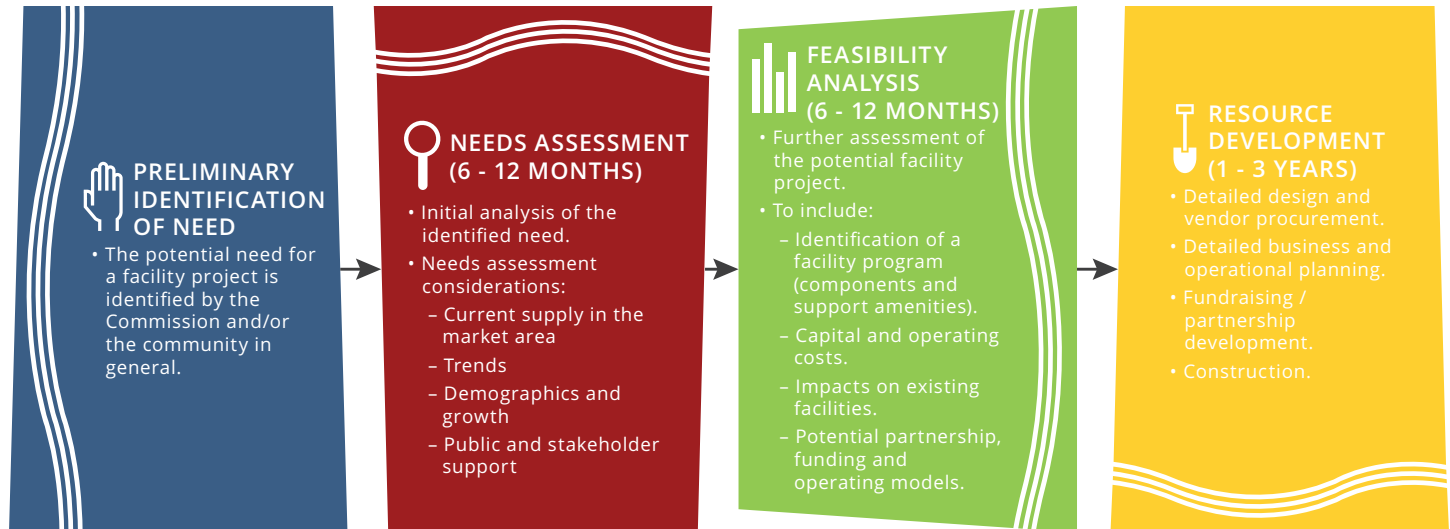 PRELIMINARY
IDENTIFICATION
OF NEED
• The potential need for
a facility project is
identified by the
Commission and/or
the community in
general.
NEEDS ASSESSMENT
(6 - 12 MONTHS)
• Initial analysis of the
identified need.
• Needs assessment
considerations:
– Current supply in the
market area
– Trends
– Demographics and
growth
– Public and stakeholder
support
FEASIBILITY
ANALYSIS
(6 - 12 MONTHS)
• Further assessment of
the potential facility
project.
• To include:
– Identification of a
facility program
(components and
support amenities).
– Capital and operating
costs.
– Impacts on existing
facilities.
– Potential partnership,
funding and
operating models.
RESOURCE
DEVELOPMENT
(1 - 3 YEARS)
• Detailed design and
vendor procurement.
• Detailed business and
operational planning.
• Fundraising /
partnership
development.
• Construction.